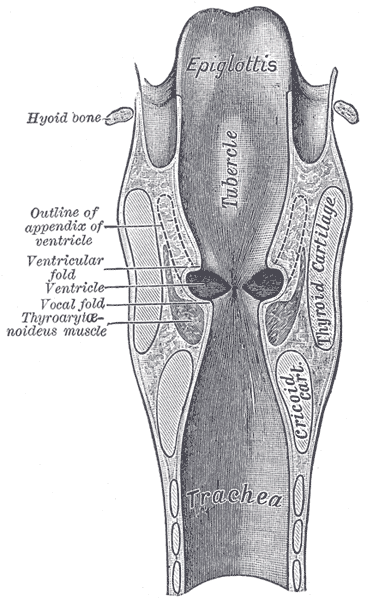 Epiglottis
Hyoid bone
Tubercle
Outline of
appendix of
ventricle
Ventricular
fold
Ventricle
Vocal fold
Thyroarytæ-
noideus muscle
Thyroid Cartilage
Cricoid
cart.
Trachea